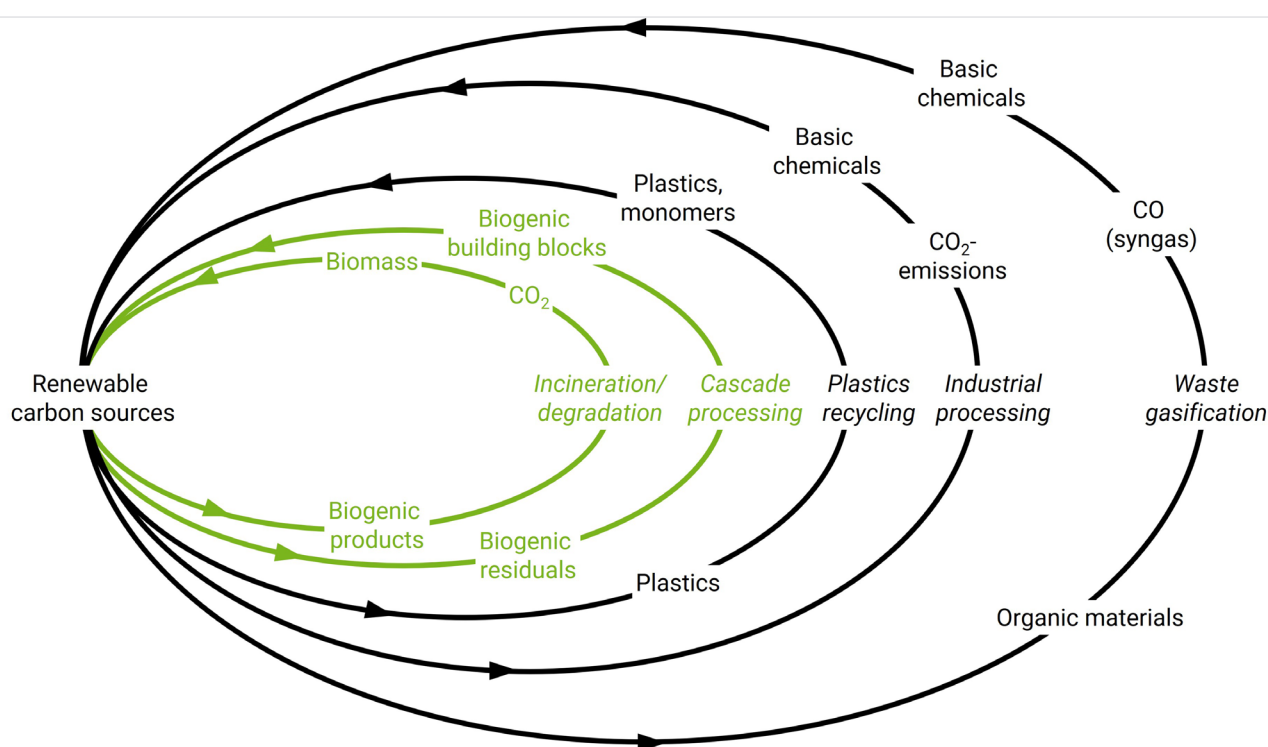 Basic
chemicals
Basic
chemicals
Plastics,
monomers
CO
(syngas)
Biogenic
building blocks
CO₂-
emissions
Biomass
CO₂
Renewable
carbon sources
Incineration/
degradation
Cascade
processing
Plastics
recycling
Industrial
processing
Waste
gasification
Biogenic
products
Biogenic
residuals
Plastics
Organic materials